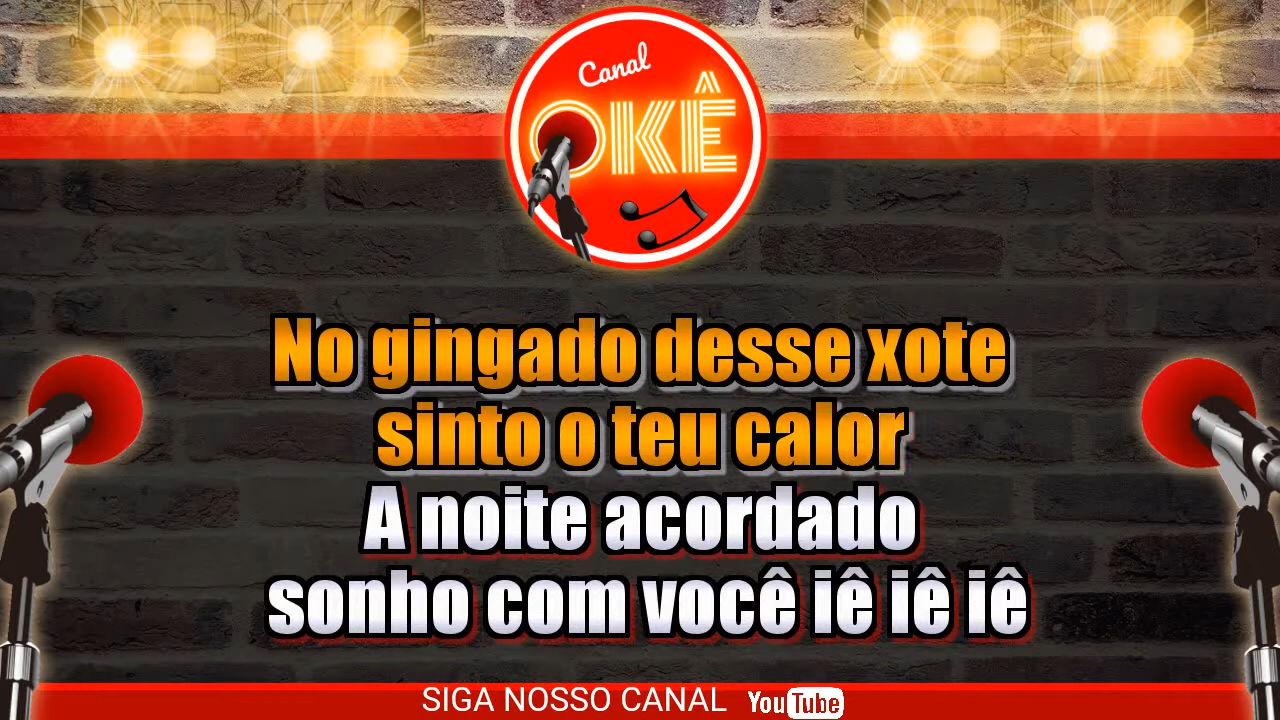 Canal
OKÊ
No gingado desse xote
sinto o teu calor
A noite acordado
sonho com você iê iê iê
SIGA NOSSO CANAL YouTube